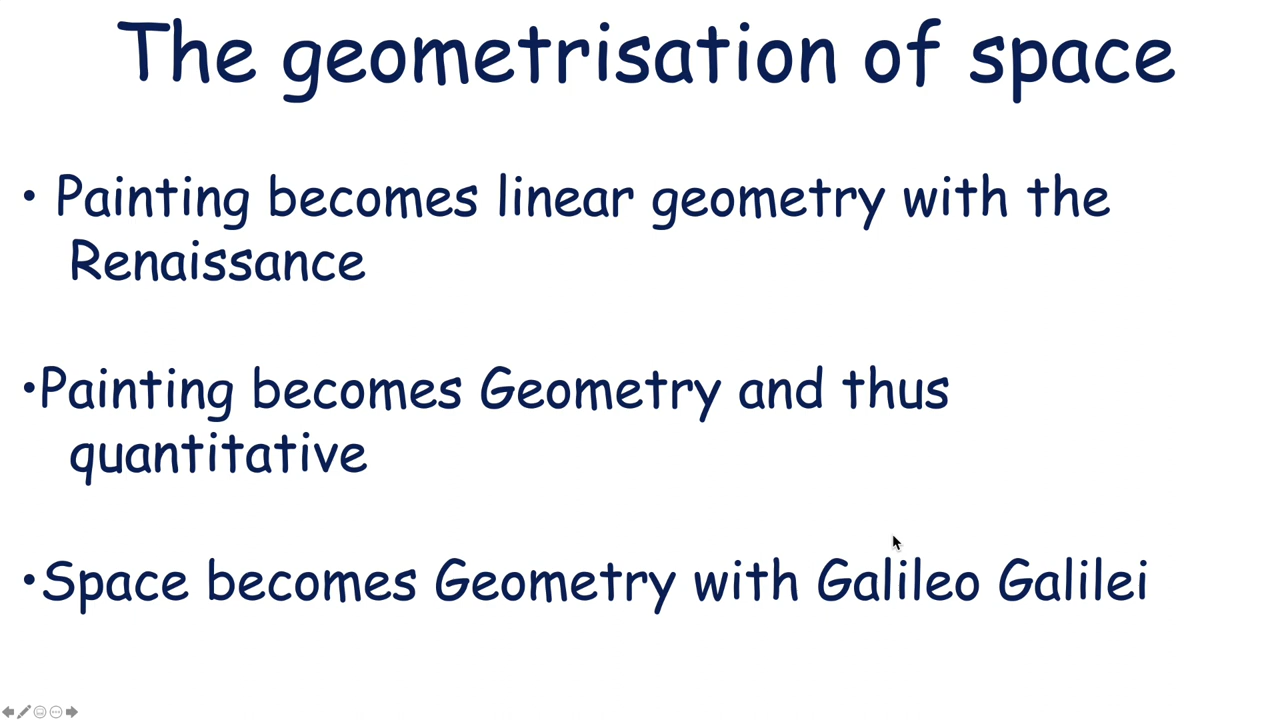 The geometrisation of space
• Painting becomes linear geometry with the
Renaissance
•Painting becomes Geometry and thus
quantitative
•Space becomes Geometry with Galileo Galilei